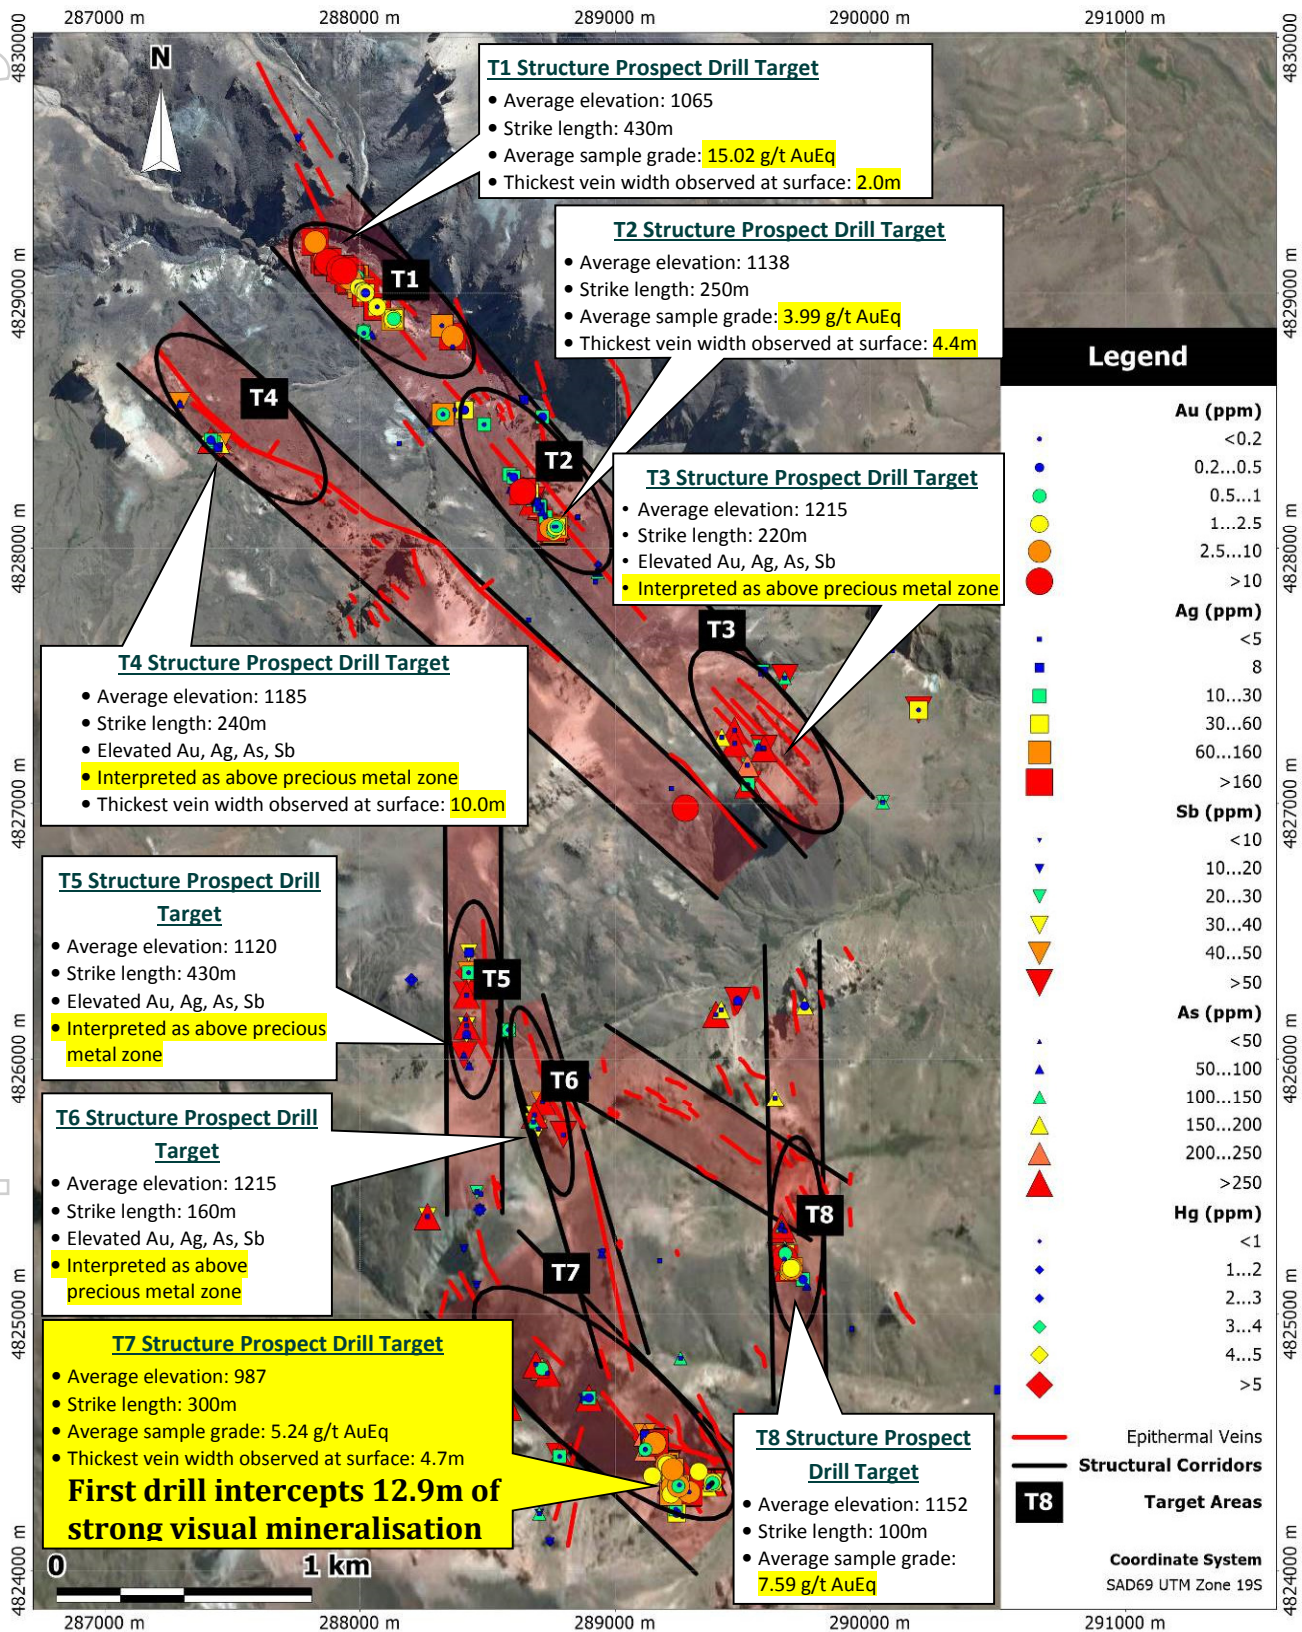 287000 m
288000 m
289000 m
290000 m
291000 m
4830000 m
4830000 m
N
T1 Structure Prospect Drill Target
• Average elevation: 1065
• Strike length: 430m
• Average sample grade: 15.02 g/t AuEq
• Thickest vein width observed at surface: 2.0m
T2 Structure Prospect Drill Target
• Average elevation: 1138
• Strike length: 250m
• Average sample grade: 3.99 g/t AuEq
• Thickest vein width observed at surface: 4.4m
T1
4829000 m
4829000 m
T4
T2
T3 Structure Prospect Drill Target
• Average elevation: 1215
• Strike length: 220m
• Elevated Au, Ag, As, Sb
• Interpreted as above precious metal zone
4828000 m
4828000 m
T3
T4 Structure Prospect Drill Target
• Average elevation: 1185
• Strike length: 240m
• Elevated Au, Ag, As, Sb
• Interpreted as above precious metal zone
• Thickest vein width observed at surface: 10.0m
4827000 m
4827000 m
T5 Structure Prospect Drill
Target
• Average elevation: 1120
• Strike length: 430m
• Elevated Au, Ag, As, Sb
• Interpreted as above precious
metal zone
T5
4826000 m
4826000 m
T6
T6 Structure Prospect Drill
Target
• Average elevation: 1215
• Strike length: 160m
• Elevated Au, Ag, As, Sb
• Interpreted as above
precious metal zone
T8
T7
4825000 m
4825000 m
T7 Structure Prospect Drill Target
• Average elevation: 987
• Strike length: 300m
• Average sample grade: 5.24 g/t AuEq
• Thickest vein width observed at surface: 4.7m
First drill intercepts 12.9m of
strong visual mineralisation
T8 Structure Prospect
Drill Target
• Average elevation: 1152
• Strike length: 100m
• Average sample grade:
7.59 g/t AuEq
4824000 m
4824000 m
0 1 km
Legend
Au (ppm)
<0.2
0.2...0.5
0.5...1
1...2.5
2.5...10
>10
Ag (ppm)
<5
8
10...30
30...60
60...160
>160
Sb (ppm)
<10
10...20
20...30
30...40
40...50
>50
As (ppm)
<50
50...100
100...150
150...200
200...250
>250
Hg (ppm)
<1
1...2
2...3
3...4
4...5
>5
Epithermal Veins
Structural Corridors
T8 Target Areas
Coordinate System
SAD69 UTM Zone 19S
287000 m
288000 m
289000 m
290000 m
291000 m